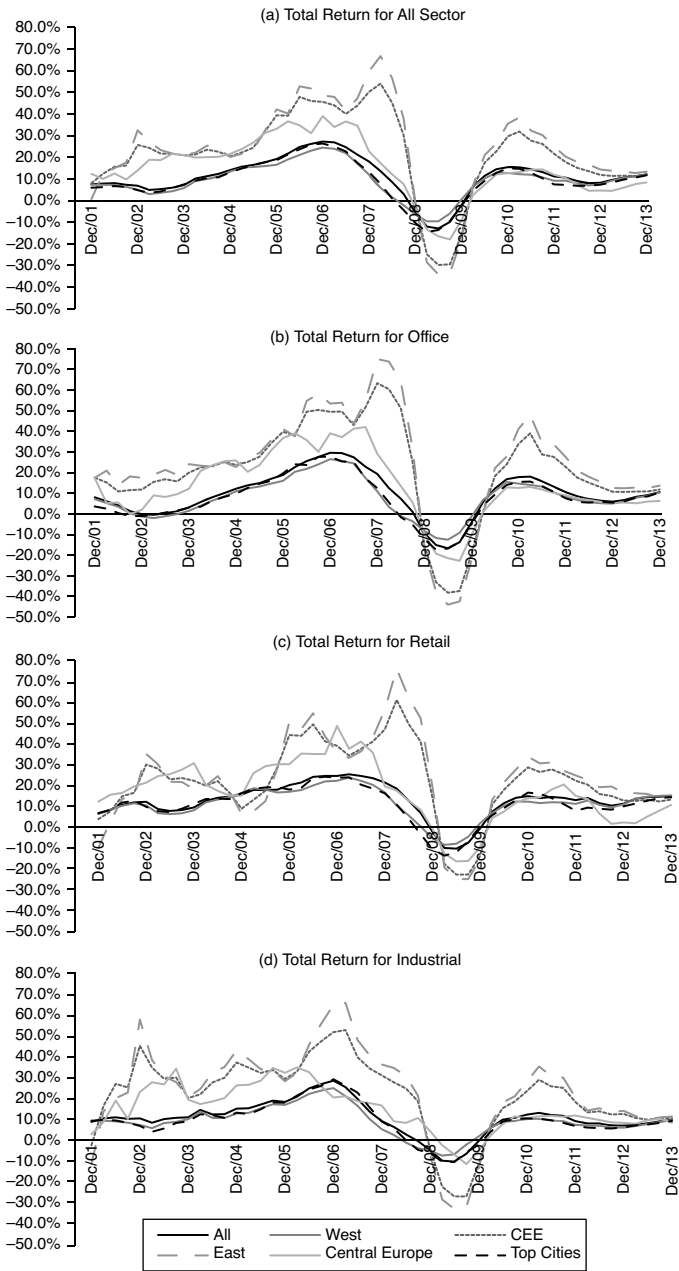 (a) Total Return for All Sector
80.0%
70.0%
60.0%
50.0%
40.0%
30.0%
20.0%
10.0%
0.0%
–10.0%
–20.0%
–30.0%
–40.0%
–50.0%
Dec/01
Dec/02
Dec/03
Dec/04
Dec/05
Dec/06
Dec/07
Dec/08
Dec/09
Dec/10
Dec/11
Dec/12
Dec/13
(b) Total Return for Office
80.0%
70.0%
60.0%
50.0%
40.0%
30.0%
20.0%
10.0%
0.0%
–10.0%
–20.0%
–30.0%
–40.0%
–50.0%
Dec/01
Dec/02
Dec/03
Dec/04
Dec/05
Dec/06
Dec/07
Dec/08
Dec/09
Dec/10
Dec/11
Dec/12
Dec/13
(c) Total Return for Retail
80.0%
70.0%
60.0%
50.0%
40.0%
30.0%
20.0%
10.0%
0.0%
–10.0%
–20.0%
–30.0%
–40.0%
–50.0%
Dec/01
Dec/02
Dec/03
Dec/04
Dec/05
Dec/06
Dec/07
Dec/08
Dec/09
Dec/10
Dec/11
Dec/12
Dec/13
(d) Total Return for Industrial
80.0%
70.0%
60.0%
50.0%
40.0%
30.0%
20.0%
10.0%
0.0%
–10.0%
–20.0%
–30.0%
–40.0%
–50.0%
Dec/01
Dec/02
Dec/03
Dec/04
Dec/05
Dec/06
Dec/07
Dec/08
Dec/09
Dec/10
Dec/11
Dec/12
Dec/13
All West CEE
East Central Europe Top Cities